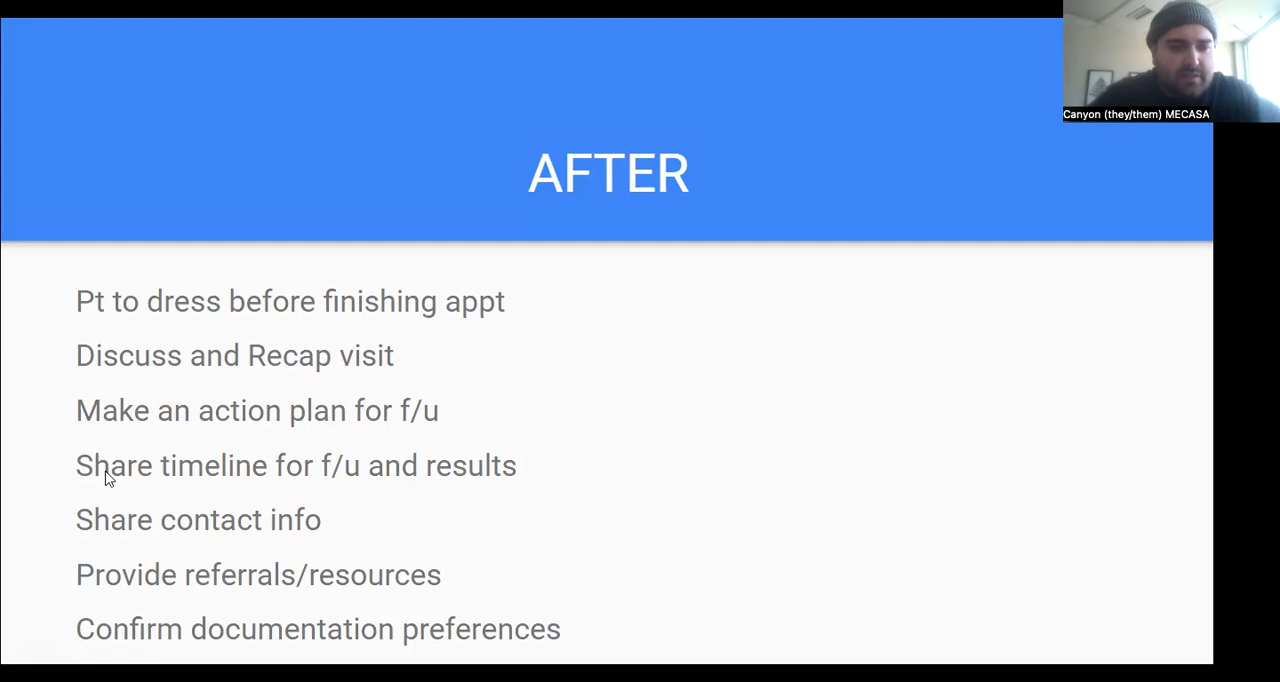 Canyon (they/them) MECASA
AFTER
Pt to dress before finishing appt
Discuss and Recap visit
Make an action plan for f/u
Share timeline for f/u and results
Share contact info
Provide referrals/resources
Confirm documentation preferences